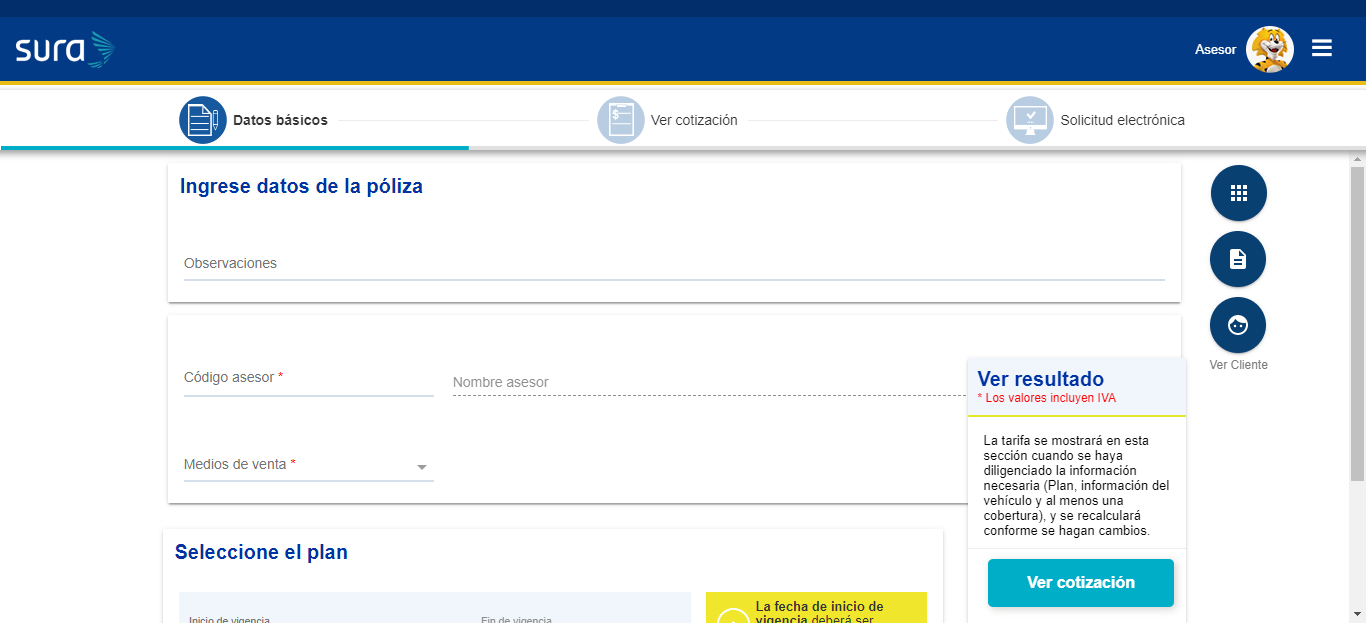 sura
Asesor
Datos básicos
Ver cotización
Solicitud electrónica
Ingrese datos de la póliza
Observaciones
Código asesor *
Nombre asesor
Medios de venta *
Ver Cliente
Ver resultado
* Los valores incluyen IVA
La tarifa se mostrará en esta
sección cuando se haya
diligenciado la información
necesaria (Plan, información del
vehículo y al menos una
cobertura), y se recalculará
conforme se hagan cambios.
Ver cotización
Seleccione el plan
Inicio de vigencia
Fin de vigencia
La fecha de inicio de
vigencia deberá ser